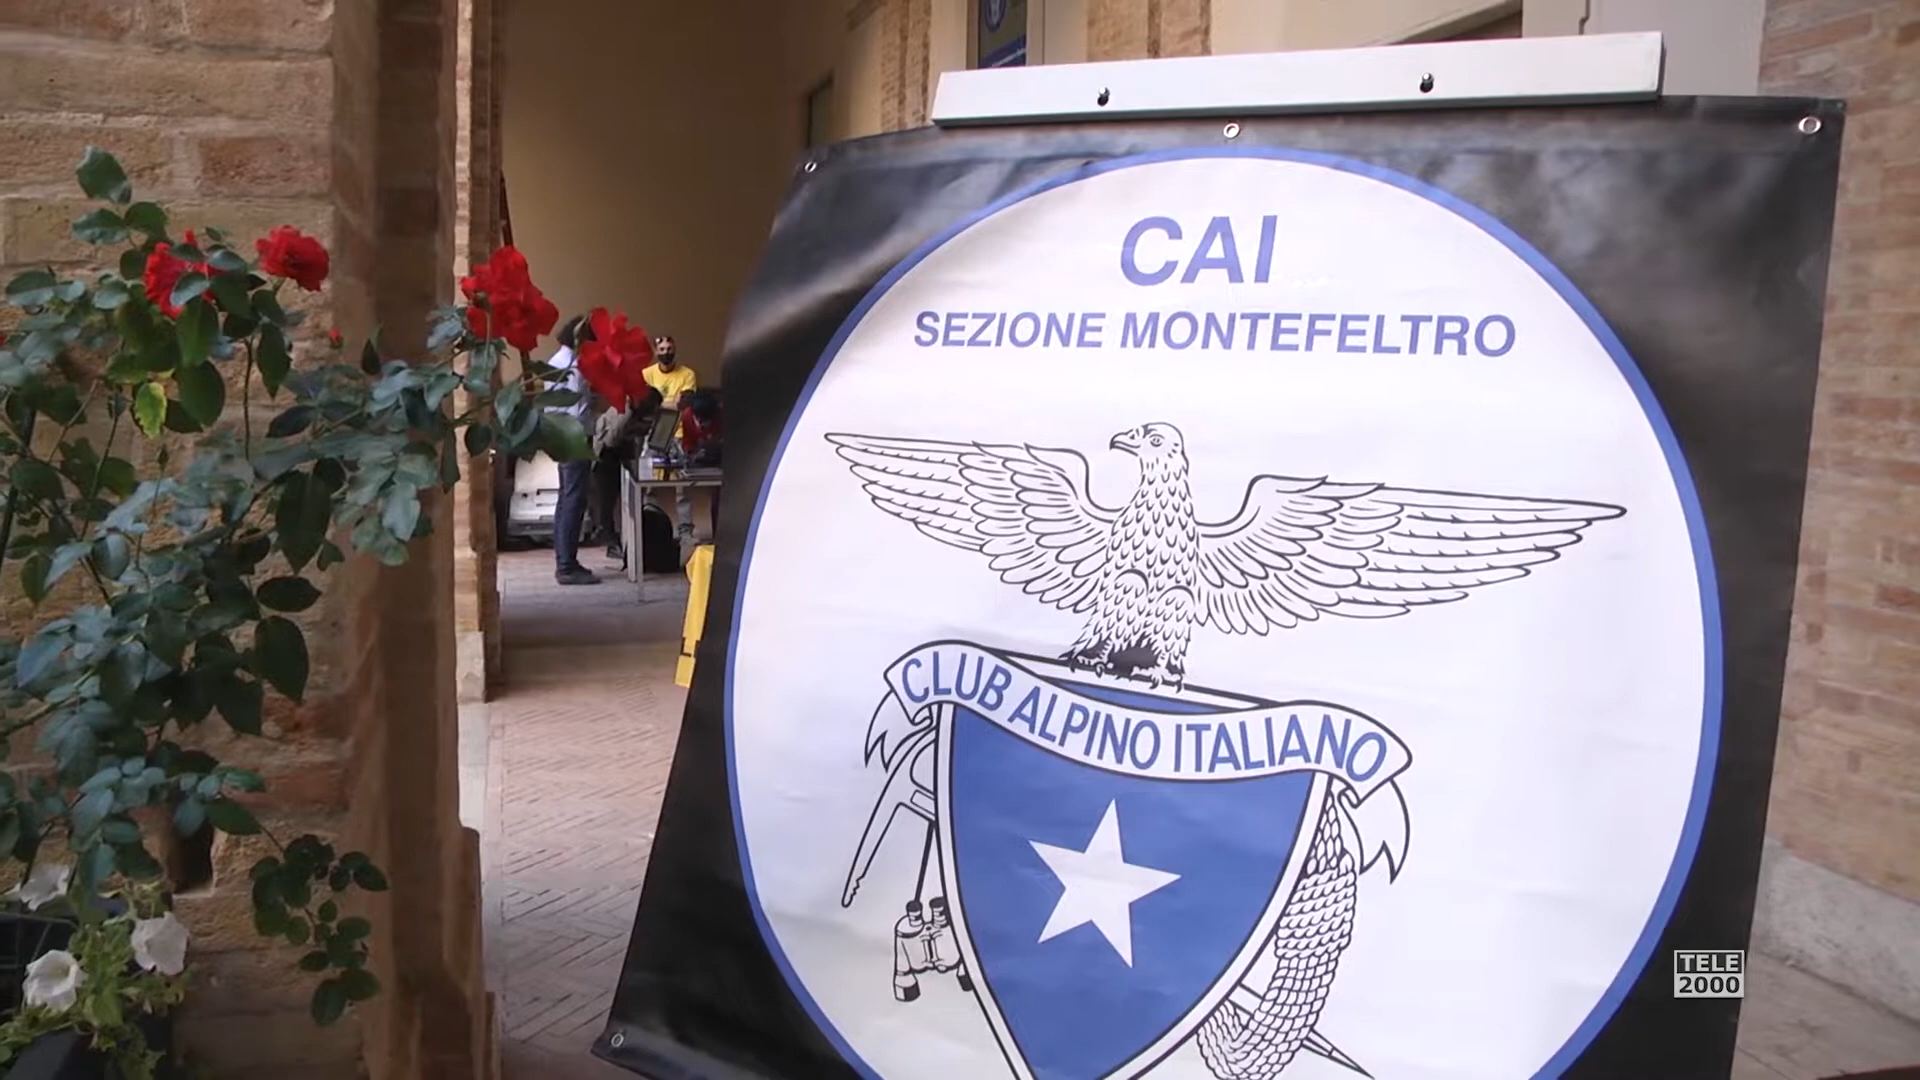 CAI
SEZIONE MONTEFELTRO
CLUB ALPINO ITALIANO
TELE
2000